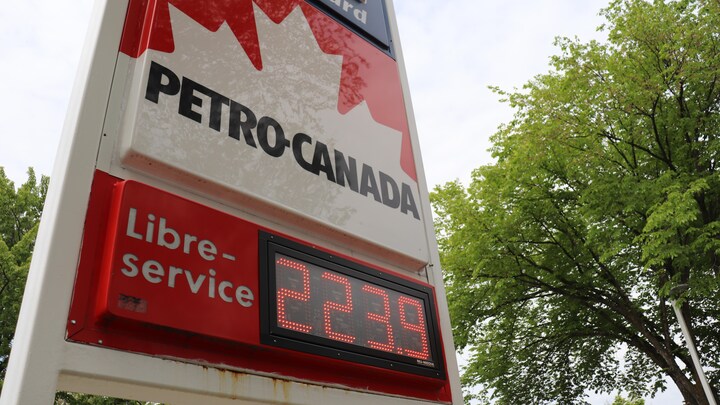 PETRO-CANADA
Libre-
service
223.9